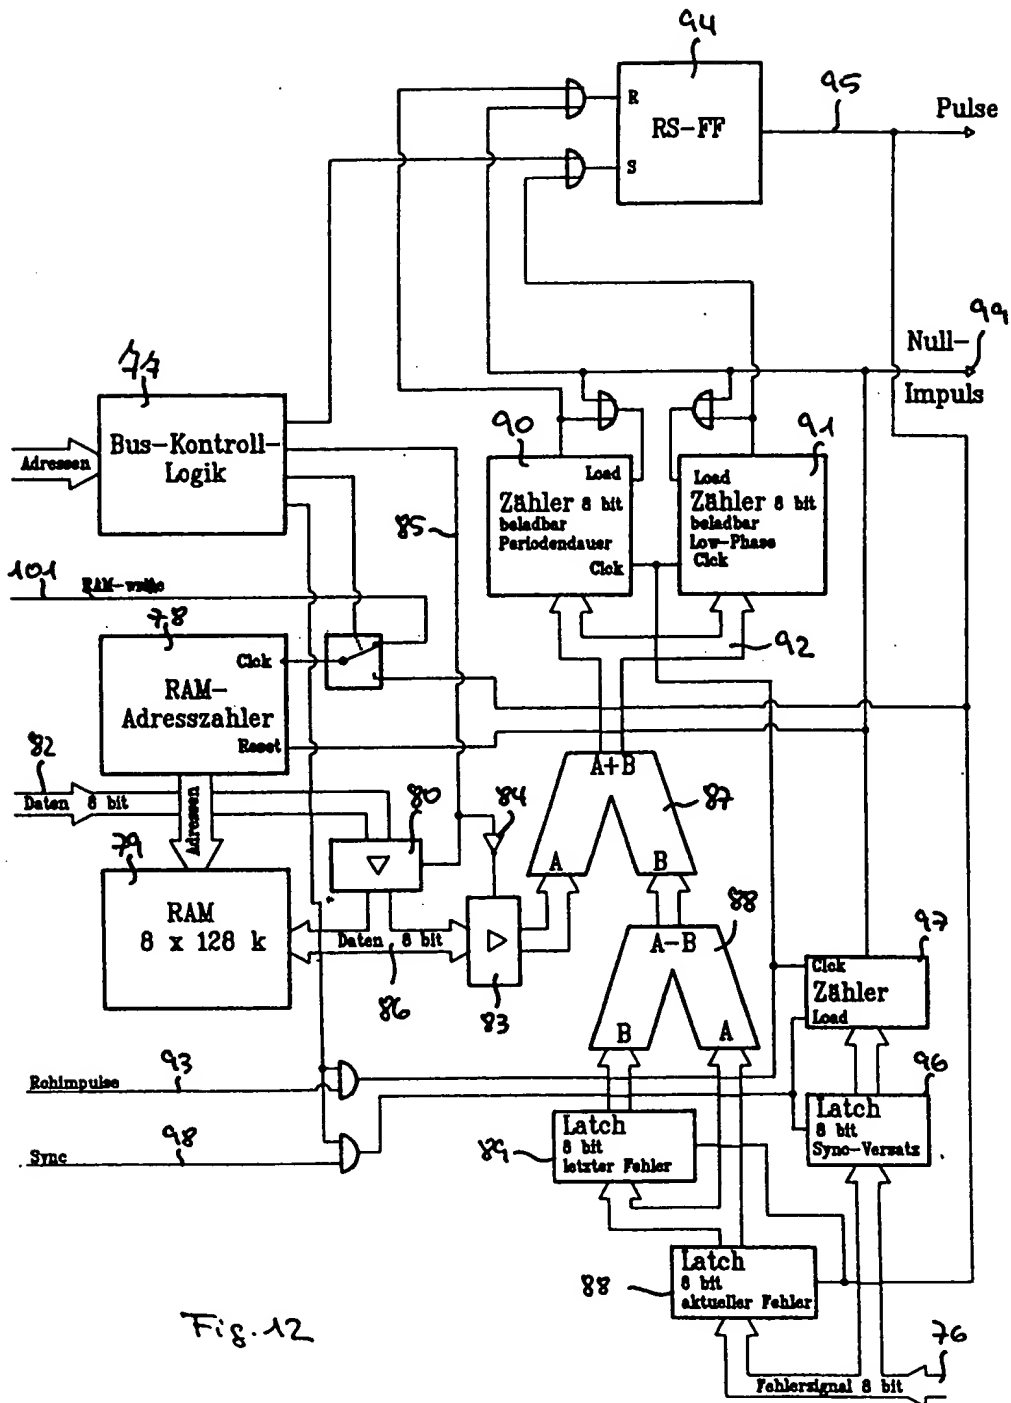 94
R
RS-FF
S
95
Pulse
99
Null-
Impuls
77
Bus-Kontroll-
Logik
Adressen
90
Load
Zähler 8 bit
beladbar
Periodendauer
Clck
91
Load
Zähler 8 bit
beladbar
Low-Phase
Clck
85
101
78
Clck
RAM-
Adresszahler
Reset
92
82
Daten 8 bit
Adressen
80
84
A+B
87
A
B
79
RAM
8 x 128 k
Daten 8 bit
86
83
88
A-B
B
A
97
Clck
Zähler
Load
93
Rohimpulse
98
Sync
96
Latch
8 bit
Sync-Versatz
89
Latch
8 bit
letzter Fehler
88
Latch
8 bit
aktueller Fehler
76
Fehlersignal 8 bit
Fig. 12